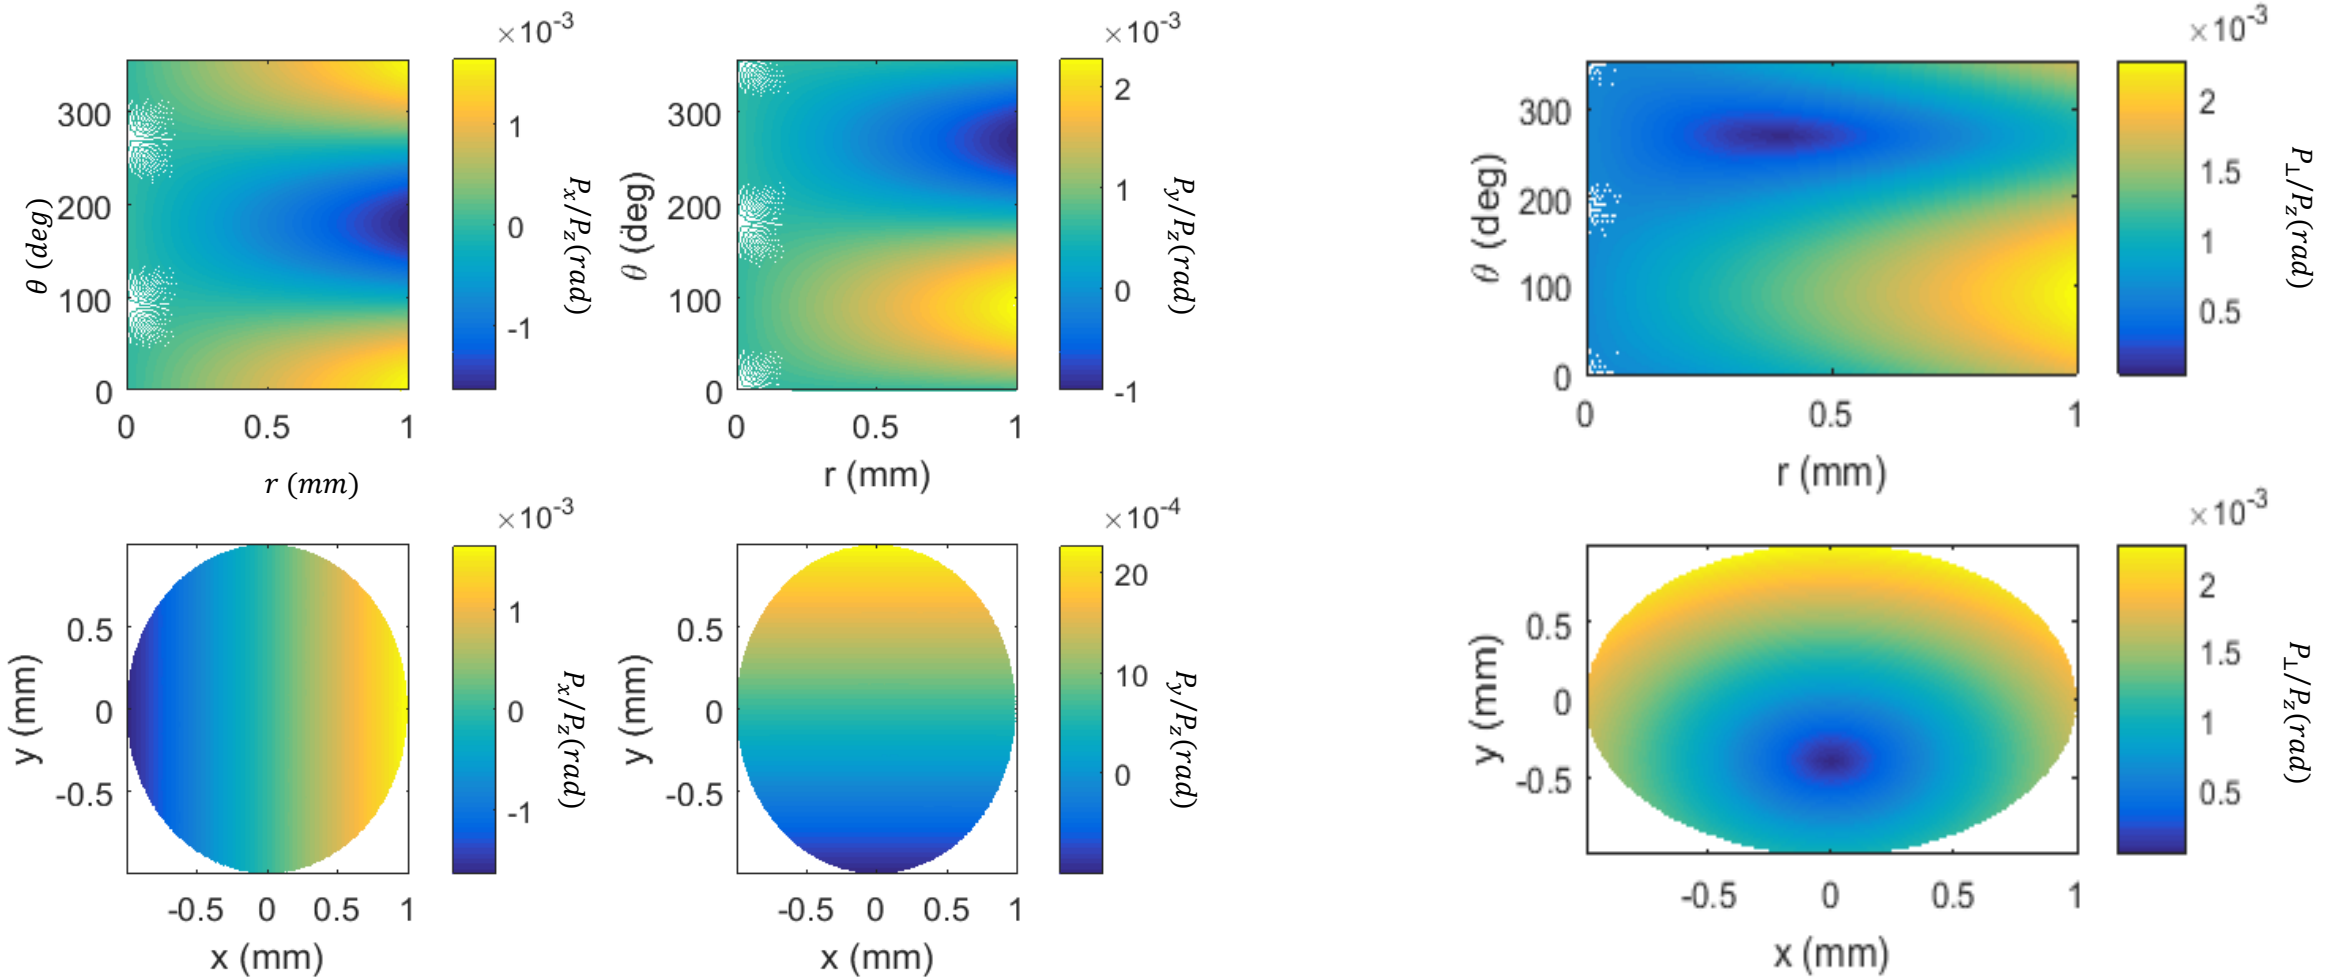 ×10⁻³
300
200
100
0
θ (deg)
0 0.5 1
r (mm)
1
0
-1
P_x/P_z(rad)
×10⁻³
300
200
100
0
θ (deg)
0 0.5 1
r (mm)
2
1
0
-1
P_y/P_z(rad)
×10⁻³
300
200
100
0
θ (deg)
0 0.5 1
r (mm)
2
1.5
1
0.5
P_⊥/P_z(rad)
×10⁻³
0.5
0
-0.5
y (mm)
-0.5 0 0.5 1
x (mm)
1
0
-1
P_x/P_z(rad)
×10⁻⁴
0.5
0
-0.5
y (mm)
-0.5 0 0.5 1
x (mm)
20
10
0
P_y/P_z(rad)
×10⁻³
0.5
0
-0.5
y (mm)
-0.5 0 0.5 1
x (mm)
2
1.5
1
0.5
P_⊥/P_z(rad)